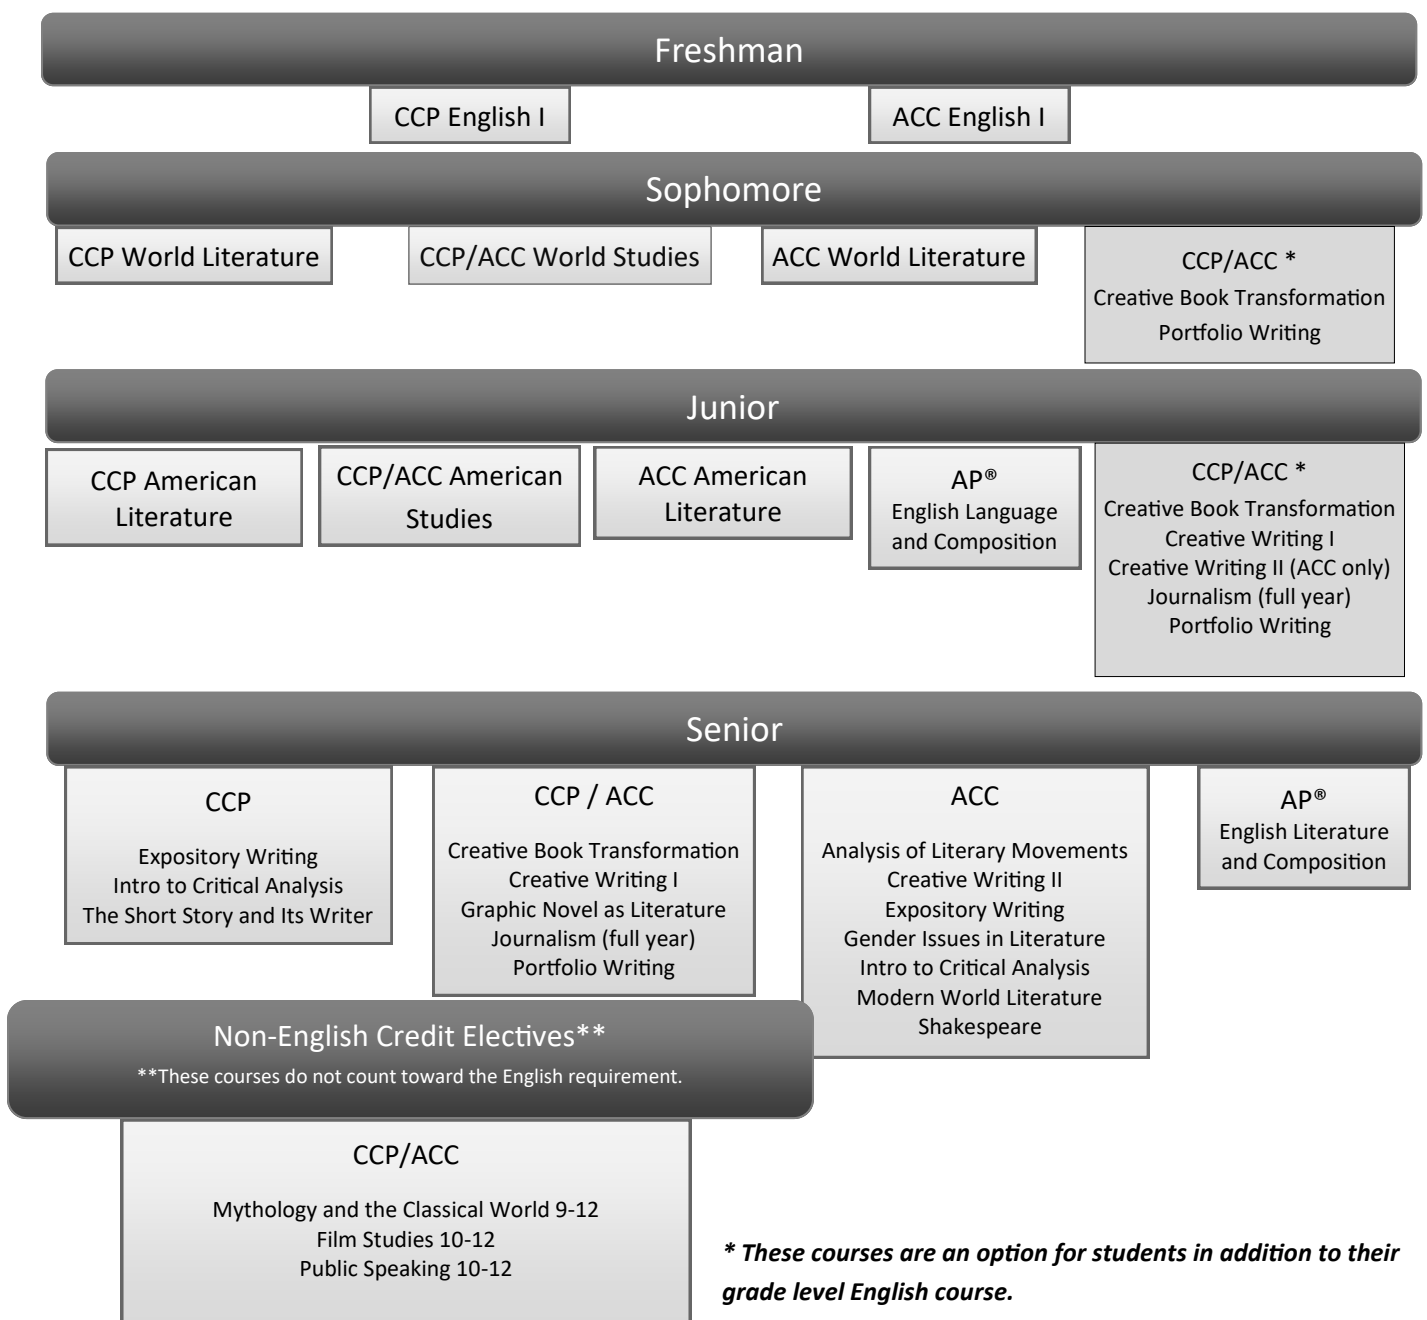 Freshman
CCP English I
ACC English I
Sophomore
CCP World Literature
CCP/ACC World Studies
ACC World Literature
CCP/ACC *
Creative Book Transformation
Portfolio Writing
Junior
CCP American
Literature
CCP/ACC American
Studies
ACC American
Literature
AP®
English Language
and Composition
CCP/ACC *
Creative Book Transformation
Creative Writing I
Creative Writing II (ACC only)
Journalism (full year)
Portfolio Writing
Senior
CCP
Expository Writing
Intro to Critical Analysis
The Short Story and Its Writer
CCP / ACC
Creative Book Transformation
Creative Writing I
Graphic Novel as Literature
Journalism (full year)
Portfolio Writing
ACC
Analysis of Literary Movements
Creative Writing II
Expository Writing
Gender Issues in Literature
Intro to Critical Analysis
Modern World Literature
Shakespeare
AP®
English Literature
and Composition
Non-English Credit Electives**
**These courses do not count toward the English requirement.
CCP/ACC
Mythology and the Classical World 9-12
Film Studies 10-12
Public Speaking 10-12
* These courses are an option for students in addition to their
grade level English course.